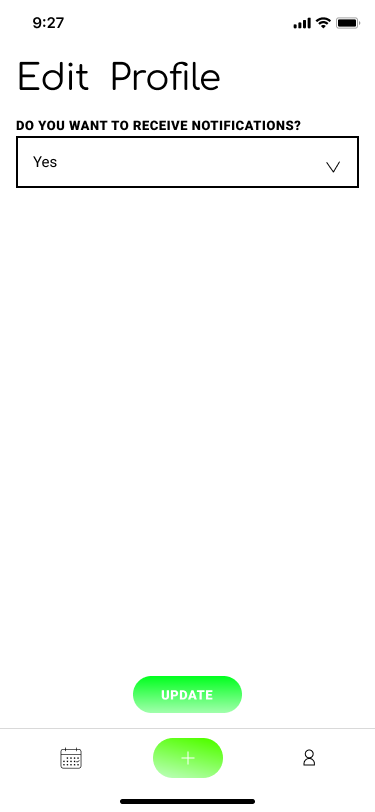 9:27
Edit Profile
DO YOU WANT TO RECEIVE NOTIFICATIONS?
Yes
UPDATE